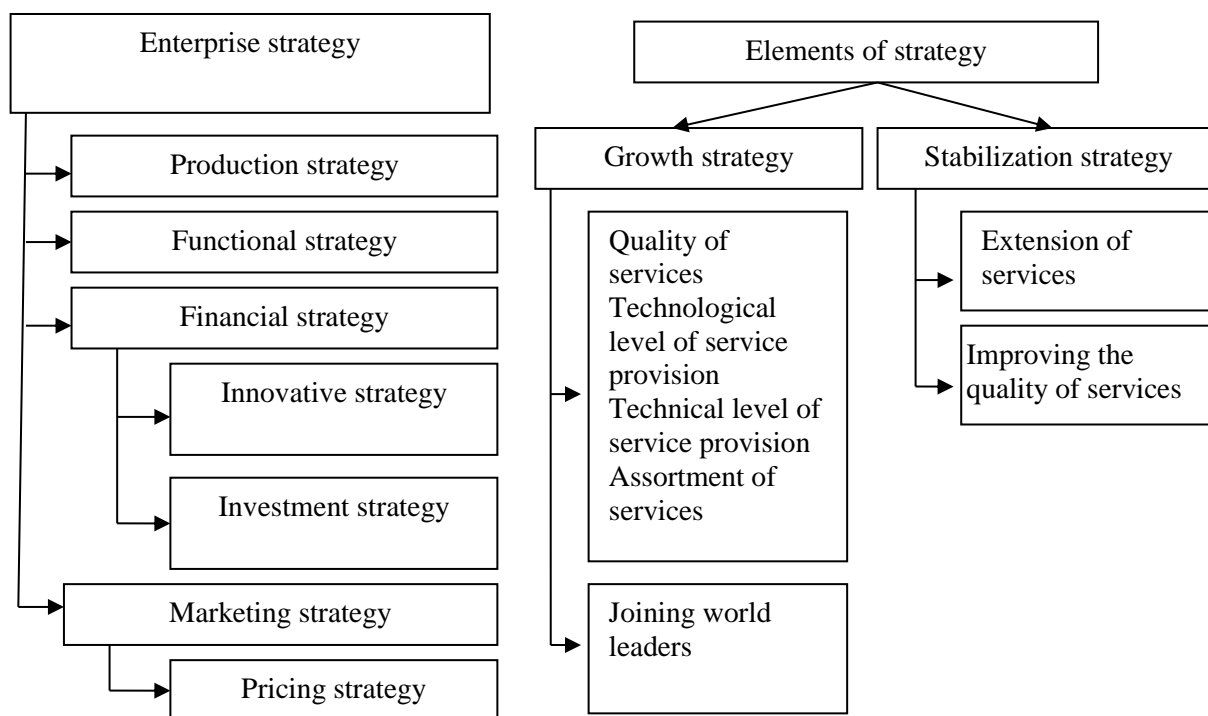 Enterprise strategy
Production strategy
Functional strategy
Financial strategy
Innovative strategy
Investment strategy
Marketing strategy
Pricing strategy
Elements of strategy
Growth strategy
Quality of
services
Technological
level of service
provision
Technical level of
service provision
Assortment of
services
Joining world
leaders
Stabilization strategy
Extension of
services
Improving the
quality of services